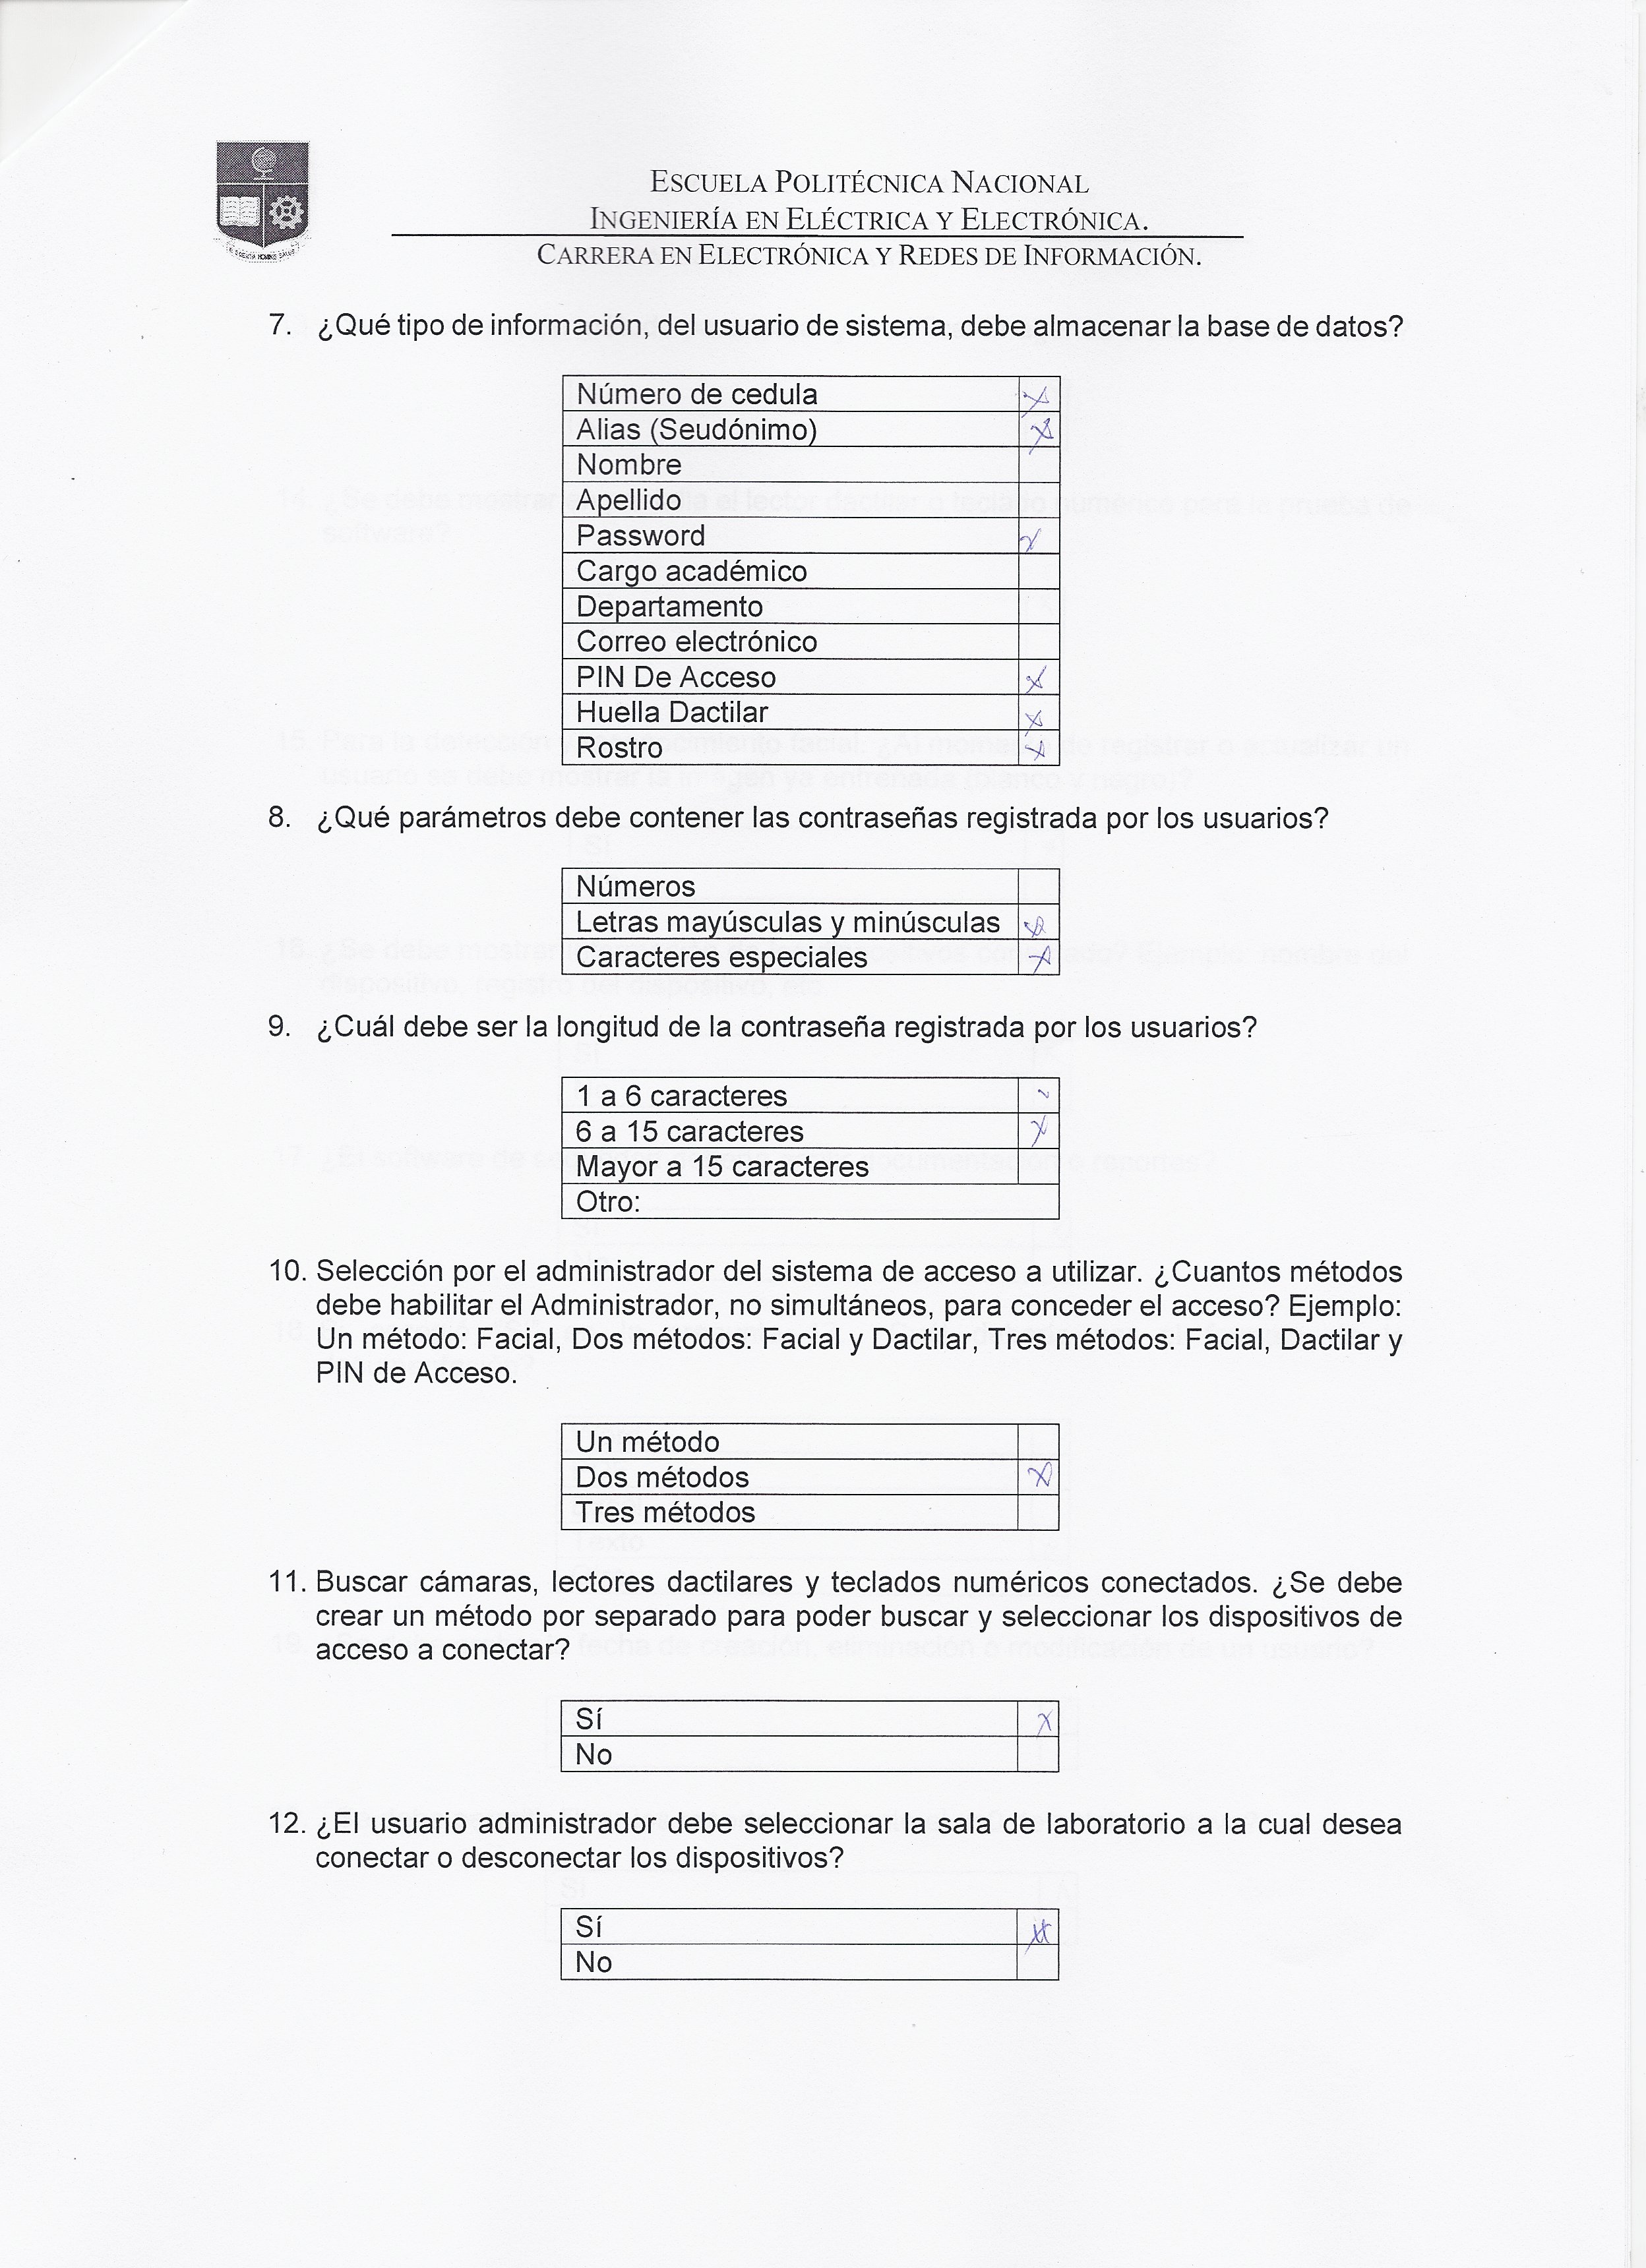 ESCUELA POLITÉCNICA NACIONAL
INGENIERÍA EN ELÉCTRICA Y ELECTRÓNICA.
CARRERA EN ELECTRÓNICA Y REDES DE INFORMACIÓN.
7. ¿Qué tipo de información, del usuario de sistema, debe almacenar la base de datos?
Número de cedula X
Alias (Seudónimo) X
Nombre
Apellido
Password X
Cargo académico
Departamento
Correo electrónico
PIN De Acceso X
Huella Dactilar X
Rostro X
8. ¿Qué parámetros debe contener las contraseñas registrada por los usuarios?
Números
Letras mayúsculas y minúsculas X
Caracteres especiales X
9. ¿Cuál debe ser la longitud de la contraseña registrada por los usuarios?
1 a 6 caracteres
6 a 15 caracteres X
Mayor a 15 caracteres
Otro:
10. Selección por el administrador del sistema de acceso a utilizar. ¿Cuantos métodos
debe habilitar el Administrador, no simultáneos, para conceder el acceso? Ejemplo:
Un método: Facial, Dos métodos: Facial y Dactilar, Tres métodos: Facial, Dactilar y
PIN de Acceso.
Un método
Dos métodos X
Tres métodos
11. Buscar cámaras, lectores dactilares y teclados numéricos conectados. ¿Se debe
crear un método por separado para poder buscar y seleccionar los dispositivos de
acceso a conectar?
Sí X
No
12. ¿El usuario administrador debe seleccionar la sala de laboratorio a la cual desea
conectar o desconectar los dispositivos?
Sí X
No